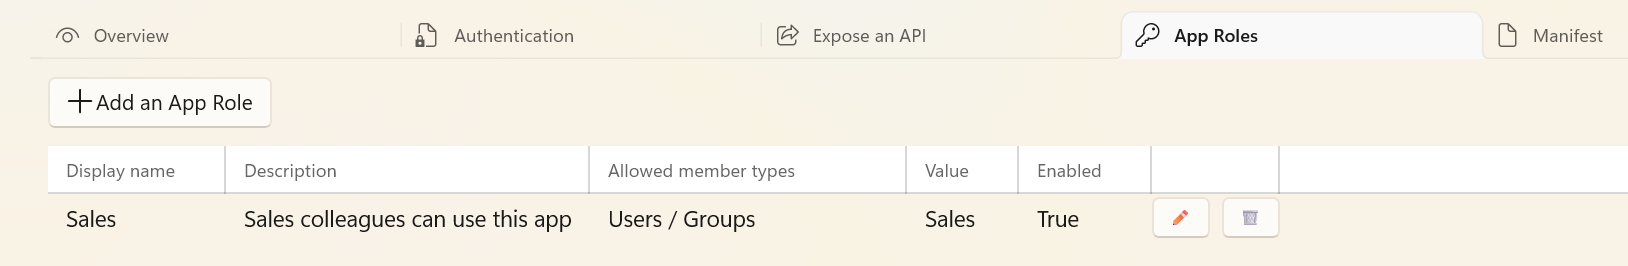 Overview Authentication Expose an API App Roles Manifest
Add an App Role
Display name Description Allowed member types Value Enabled
Sales Sales colleagues can use this app Users / Groups Sales True